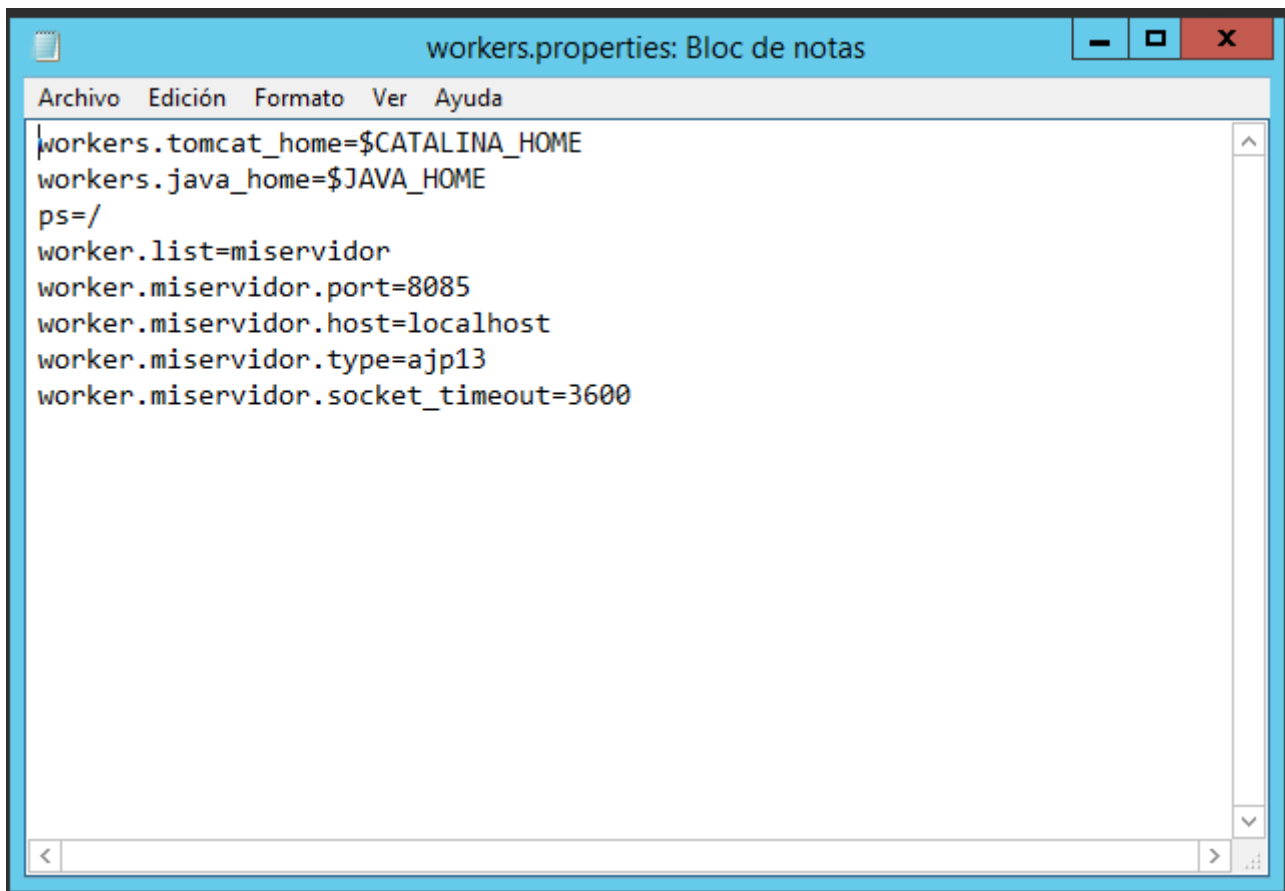 workers.properties: Bloc de notas
Archivo Edición Formato Ver Ayuda
workers.tomcat_home=$CATALINA_HOME
workers.java_home=$JAVA_HOME
ps=/
worker.list=miservidor
worker.miservidor.port=8085
worker.miservidor.host=localhost
worker.miservidor.type=ajp13
worker.miservidor.socket_timeout=3600